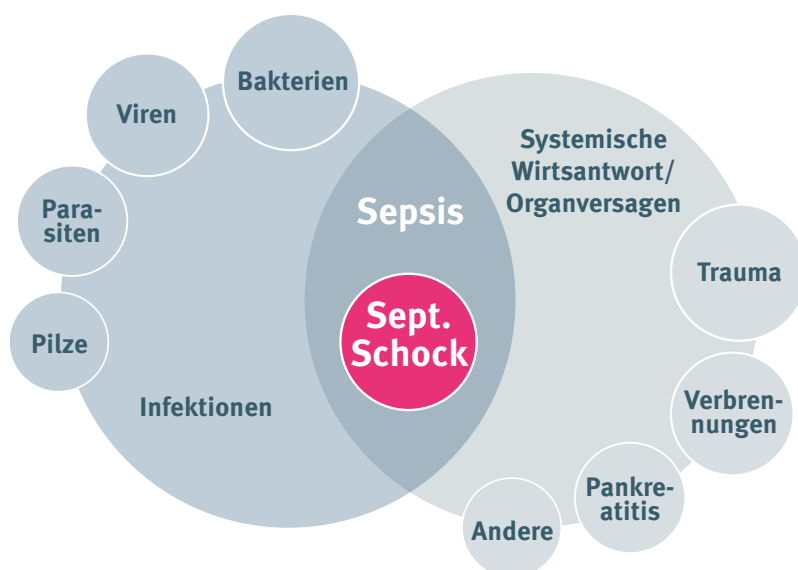 Bakterien
Viren
Para-
siten
Pilze
Infektionen
Sepsis
Sept.
Schock
Systemische
Wirtsantwort/
Organversagen
Trauma
Verbren-
nungen
Pankre-
atitis
Andere